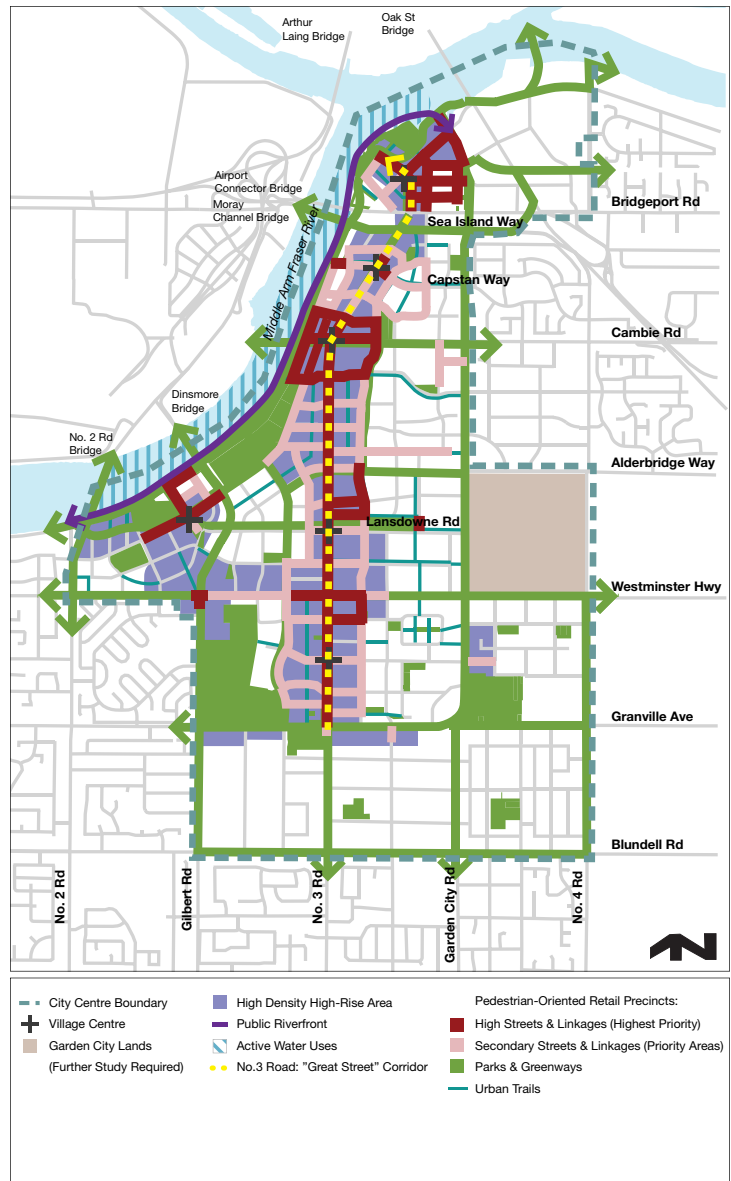 Arthur
Laing Bridge
Oak St
Bridge
Airport
Connector Bridge
Moray
Channel Bridge
Bridgeport Rd
Sea Island Way
Middle Arm Fraser River
Capstan Way
Cambie Rd
Dinsmore
Bridge
No. 2 Rd
Bridge
Alderbridge Way
Lansdowne Rd
Westminster Hwy
Granville Ave
Blundell Rd
No. 2 Rd
Gilbert Rd
No. 3 Rd
Garden City Rd
No. 4 Rd
N
City Centre Boundary
Village Centre
Garden City Lands
(Further Study Required)
High Density High-Rise Area
Public Riverfront
Active Water Uses
No.3 Road: ”Great Street” Corridor
Pedestrian-Oriented Retail Precincts:
High Streets & Linkages (Highest Priority)
Secondary Streets & Linkages (Priority Areas)
Parks & Greenways
Urban Trails